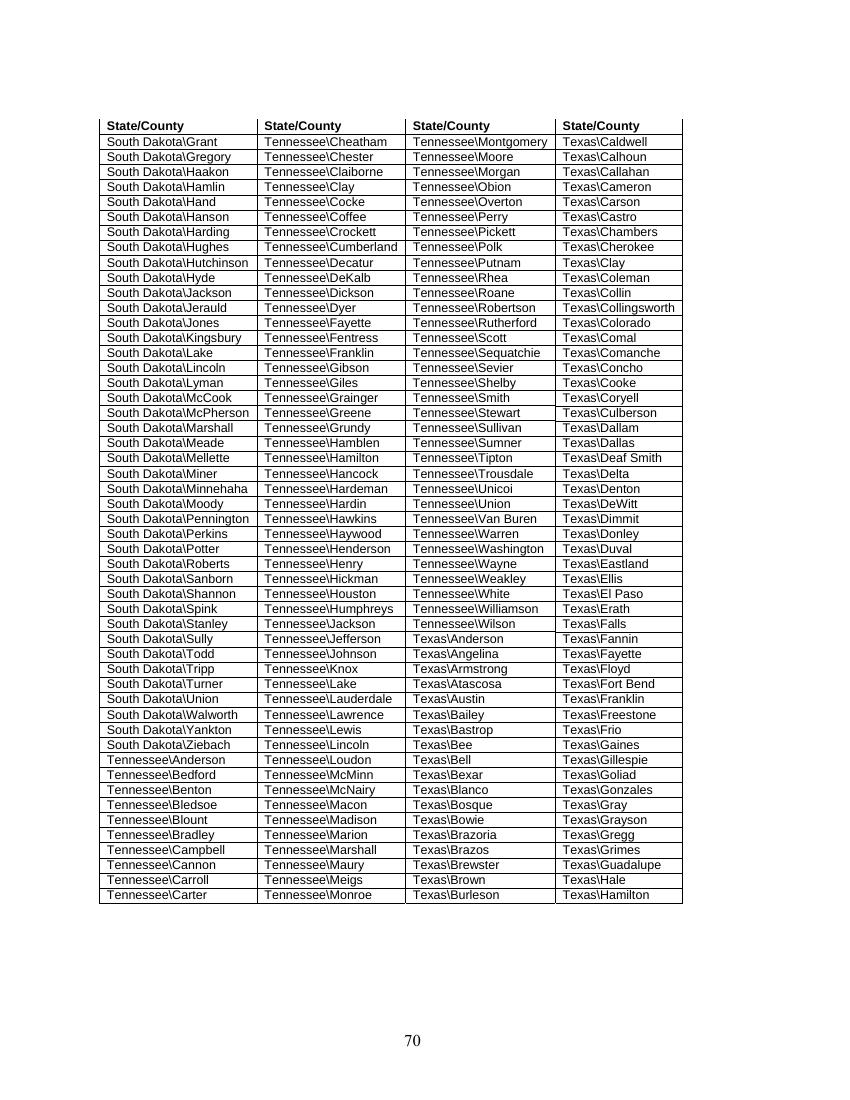 State/County State/County State/County State/County
South Dakota\Grant Tennessee\Cheatham Tennessee\Montgomery Texas\Caldwell
South Dakota\Gregory Tennessee\Chester Tennessee\Moore Texas\Calhoun
South Dakota\Haakon Tennessee\Claiborne Tennessee\Morgan Texas\Callahan
South Dakota\Hamlin Tennessee\Clay Tennessee\Obion Texas\Cameron
South Dakota\Hand Tennessee\Cocke Tennessee\Overton Texas\Carson
South Dakota\Hanson Tennessee\Coffee Tennessee\Perry Texas\Castro
South Dakota\Harding Tennessee\Crockett Tennessee\Pickett Texas\Chambers
South Dakota\Hughes Tennessee\Cumberland Tennessee\Polk Texas\Cherokee
South Dakota\Hutchinson Tennessee\Decatur Tennessee\Putnam Texas\Clay
South Dakota\Hyde Tennessee\DeKalb Tennessee\Rhea Texas\Coleman
South Dakota\Jackson Tennessee\Dickson Tennessee\Roane Texas\Collin
South Dakota\Jerauld Tennessee\Dyer Tennessee\Robertson Texas\Collingsworth
South Dakota\Jones Tennessee\Fayette Tennessee\Rutherford Texas\Colorado
South Dakota\Kingsbury Tennessee\Fentress Tennessee\Scott Texas\Comal
South Dakota\Lake Tennessee\Franklin Tennessee\Sequatchie Texas\Comanche
South Dakota\Lincoln Tennessee\Gibson Tennessee\Sevier Texas\Concho
South Dakota\Lyman Tennessee\Giles Tennessee\Shelby Texas\Cooke
South Dakota\McCook Tennessee\Grainger Tennessee\Smith Texas\Coryell
South Dakota\McPherson Tennessee\Greene Tennessee\Stewart Texas\Culberson
South Dakota\Marshall Tennessee\Grundy Tennessee\Sullivan Texas\Dallam
South Dakota\Meade Tennessee\Hamblen Tennessee\Sumner Texas\Dallas
South Dakota\Mellette Tennessee\Hamilton Tennessee\Tipton Texas\Deaf Smith
South Dakota\Miner Tennessee\Hancock Tennessee\Trousdale Texas\Delta
South Dakota\Minnehaha Tennessee\Hardeman Tennessee\Unicoi Texas\Denton
South Dakota\Moody Tennessee\Hardin Tennessee\Union Texas\DeWitt
South Dakota\Pennington Tennessee\Hawkins Tennessee\Van Buren Texas\Dimmit
South Dakota\Perkins Tennessee\Haywood Tennessee\Warren Texas\Donley
South Dakota\Potter Tennessee\Henderson Tennessee\Washington Texas\Duval
South Dakota\Roberts Tennessee\Henry Tennessee\Wayne Texas\Eastland
South Dakota\Sanborn Tennessee\Hickman Tennessee\Weakley Texas\Ellis
South Dakota\Shannon Tennessee\Houston Tennessee\White Texas\El Paso
South Dakota\Spink Tennessee\Humphreys Tennessee\Williamson Texas\Erath
South Dakota\Stanley Tennessee\Jackson Tennessee\Wilson Texas\Falls
South Dakota\Sully Tennessee\Jefferson Texas\Anderson Texas\Fannin
South Dakota\Todd Tennessee\Johnson Texas\Angelina Texas\Fayette
South Dakota\Tripp Tennessee\Knox Texas\Armstrong Texas\Floyd
South Dakota\Turner Tennessee\Lake Texas\Atascosa Texas\Fort Bend
South Dakota\Union Tennessee\Lauderdale Texas\Austin Texas\Franklin
South Dakota\Walworth Tennessee\Lawrence Texas\Bailey Texas\Freestone
South Dakota\Yankton Tennessee\Lewis Texas\Bastrop Texas\Frio
South Dakota\Ziebach Tennessee\Lincoln Texas\Bee Texas\Gaines
Tennessee\Anderson Tennessee\Loudon Texas\Bell Texas\Gillespie
Tennessee\Bedford Tennessee\McMinn Texas\Bexar Texas\Goliad
Tennessee\Benton Tennessee\McNairy Texas\Blanco Texas\Gonzales
Tennessee\Bledsoe Tennessee\Macon Texas\Bosque Texas\Gray
Tennessee\Blount Tennessee\Madison Texas\Bowie Texas\Grayson
Tennessee\Bradley Tennessee\Marion Texas\Brazoria Texas\Gregg
Tennessee\Campbell Tennessee\Marshall Texas\Brazos Texas\Grimes
Tennessee\Cannon Tennessee\Maury Texas\Brewster Texas\Guadalupe
Tennessee\Carroll Tennessee\Meigs Texas\Brown Texas\Hale
Tennessee\Carter Tennessee\Monroe Texas\Burleson Texas\Hamilton
70